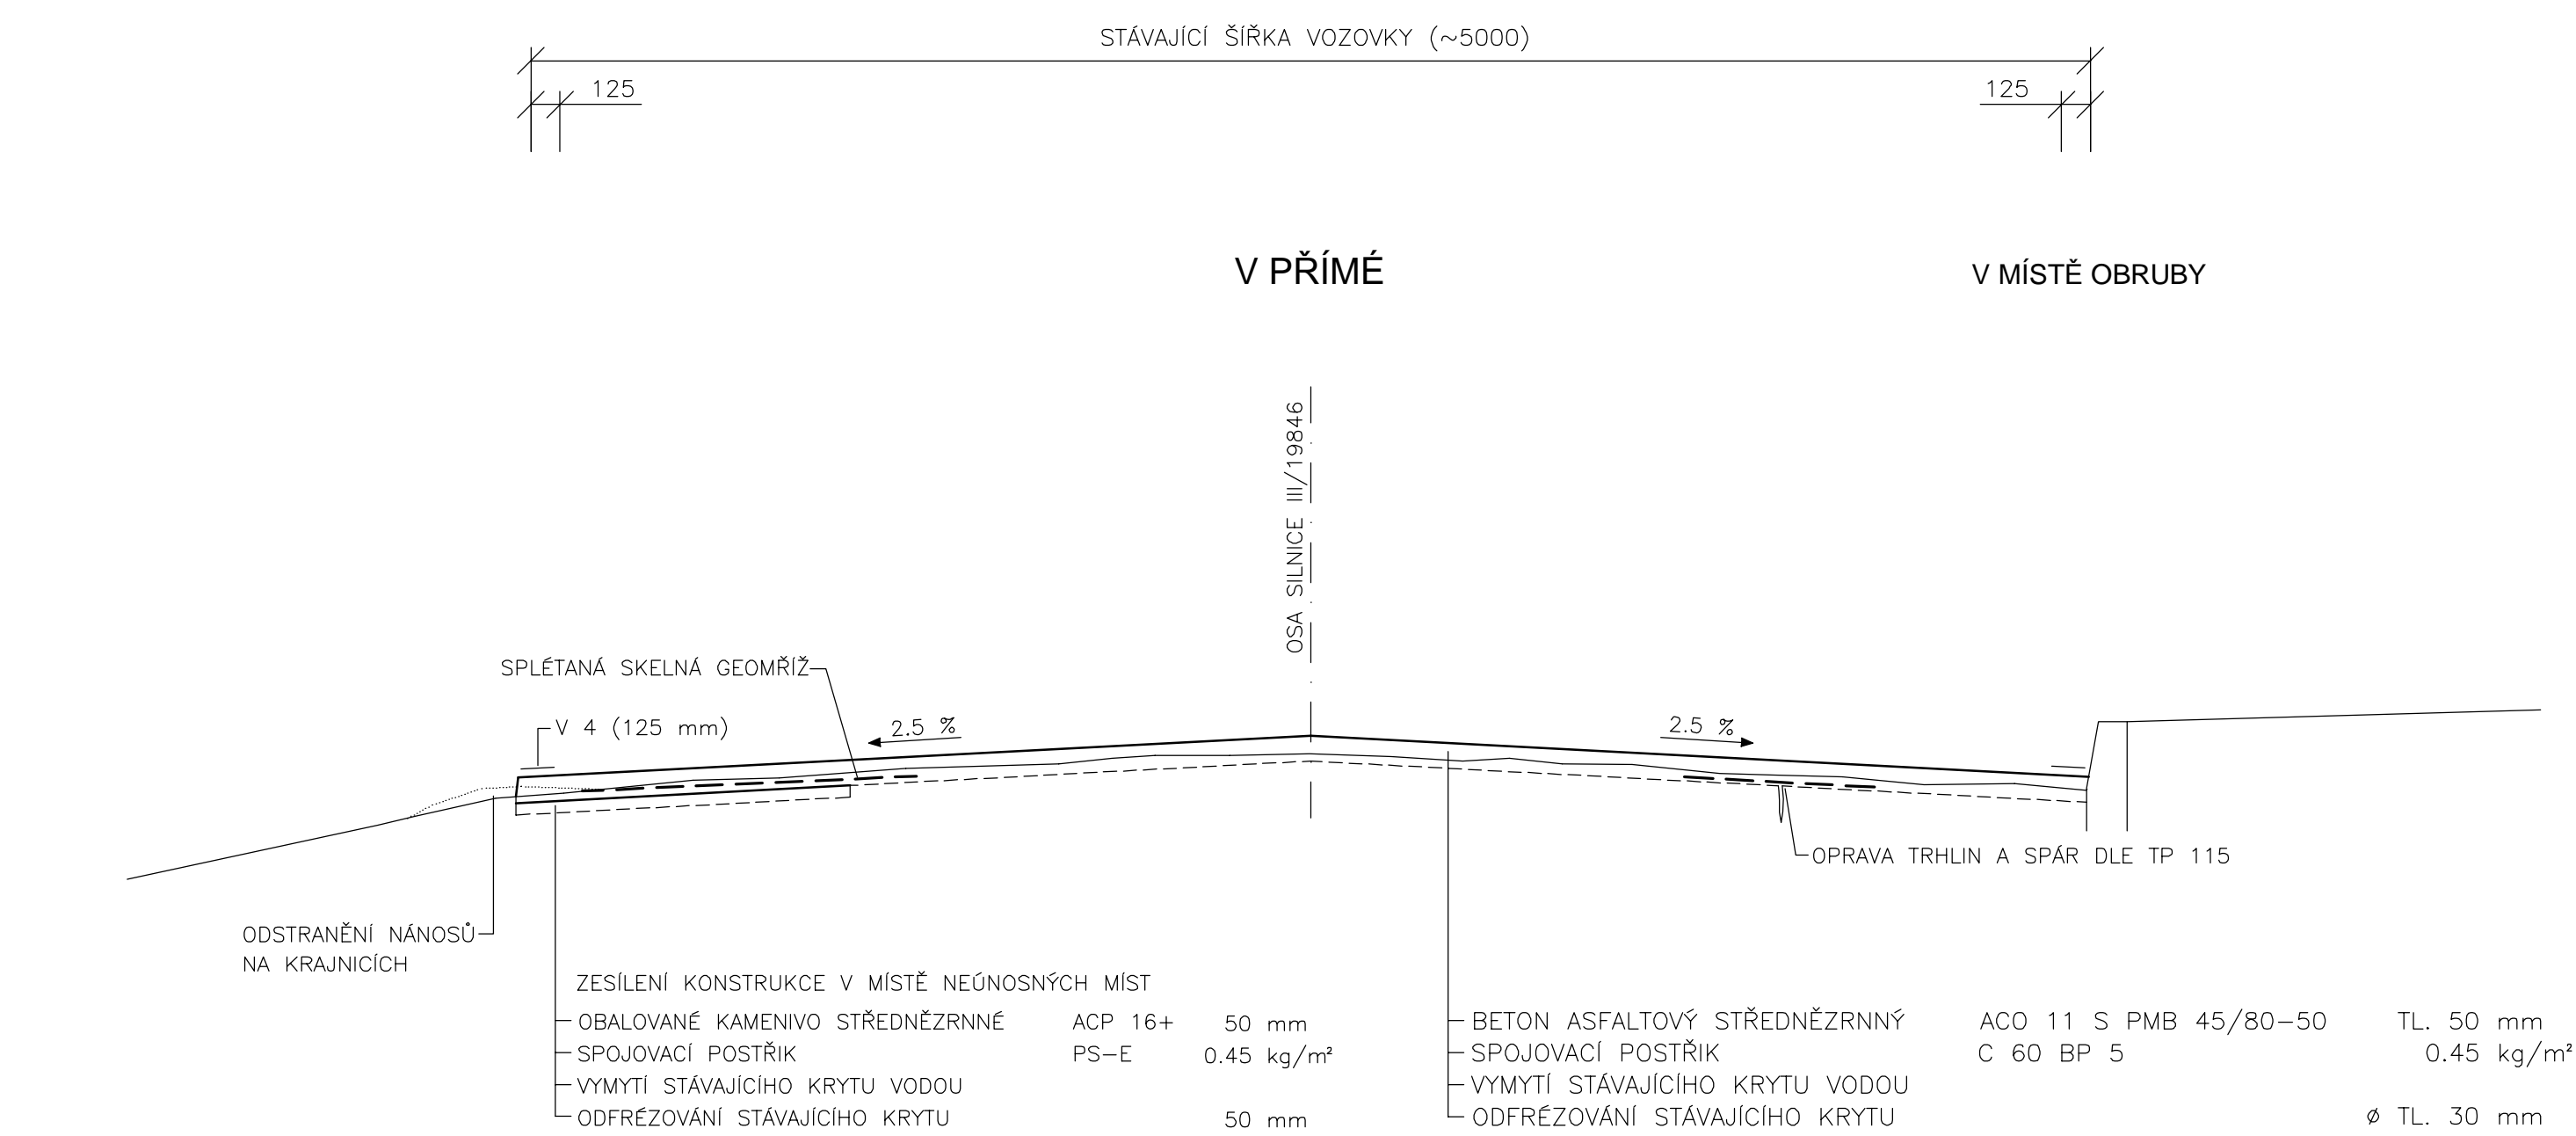 STÁVAJÍCÍ ŠÍŘKA VOZOVKY (~5000)
125
125
V PŘÍMÉ
V MÍSTĚ OBRUBY
OSA SILNICE III/19846
SPLÉTANÁ SKELNÁ GEOMŘÍŽ
V 4 (125 mm)
2.5 %
2.5 %
OPRAVA TRHLIN A SPÁR DLE TP 115
ODSTRANĚNÍ NÁNOSŮ
NA KRAJNICÍCH
ZESÍLENÍ KONSTRUKCE V MÍSTĚ NEÚNOSNÝCH MÍST
OBALOVANÉ KAMENIVO STŘEDNĚZRNNÉ ACP 16+ 50 mm
SPOJOVACÍ POSTŘIK PS-E 0.45 kg/m²
VYMYTÍ STÁVAJÍCÍHO KRYTU VODOU
ODFRÉZOVÁNÍ STÁVAJÍCÍHO KRYTU 50 mm
BETON ASFALTOVÝ STŘEDNĚZRNNÝ ACO 11 S PMB 45/80-50 TL. 50 mm
SPOJOVACÍ POSTŘIK C 60 BP 5 0.45 kg/m²
VYMYTÍ STÁVAJÍCÍHO KRYTU VODOU
ODFRÉZOVÁNÍ STÁVAJÍCÍHO KRYTU ø TL. 30 mm